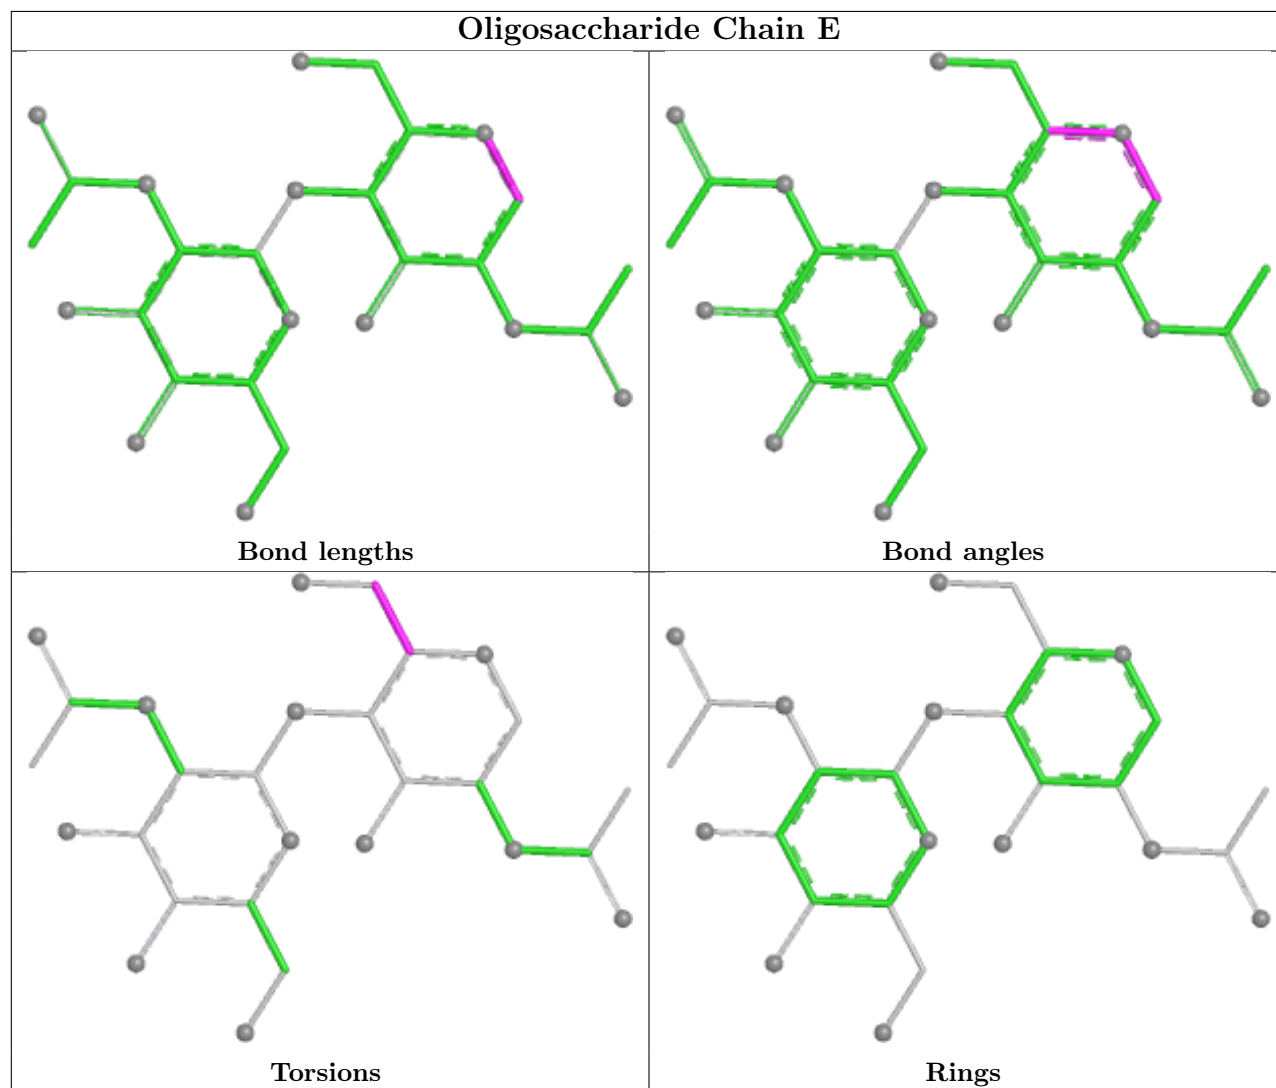 Oligosaccharide Chain E
Bond lengths
Bond angles
Torsions
Rings